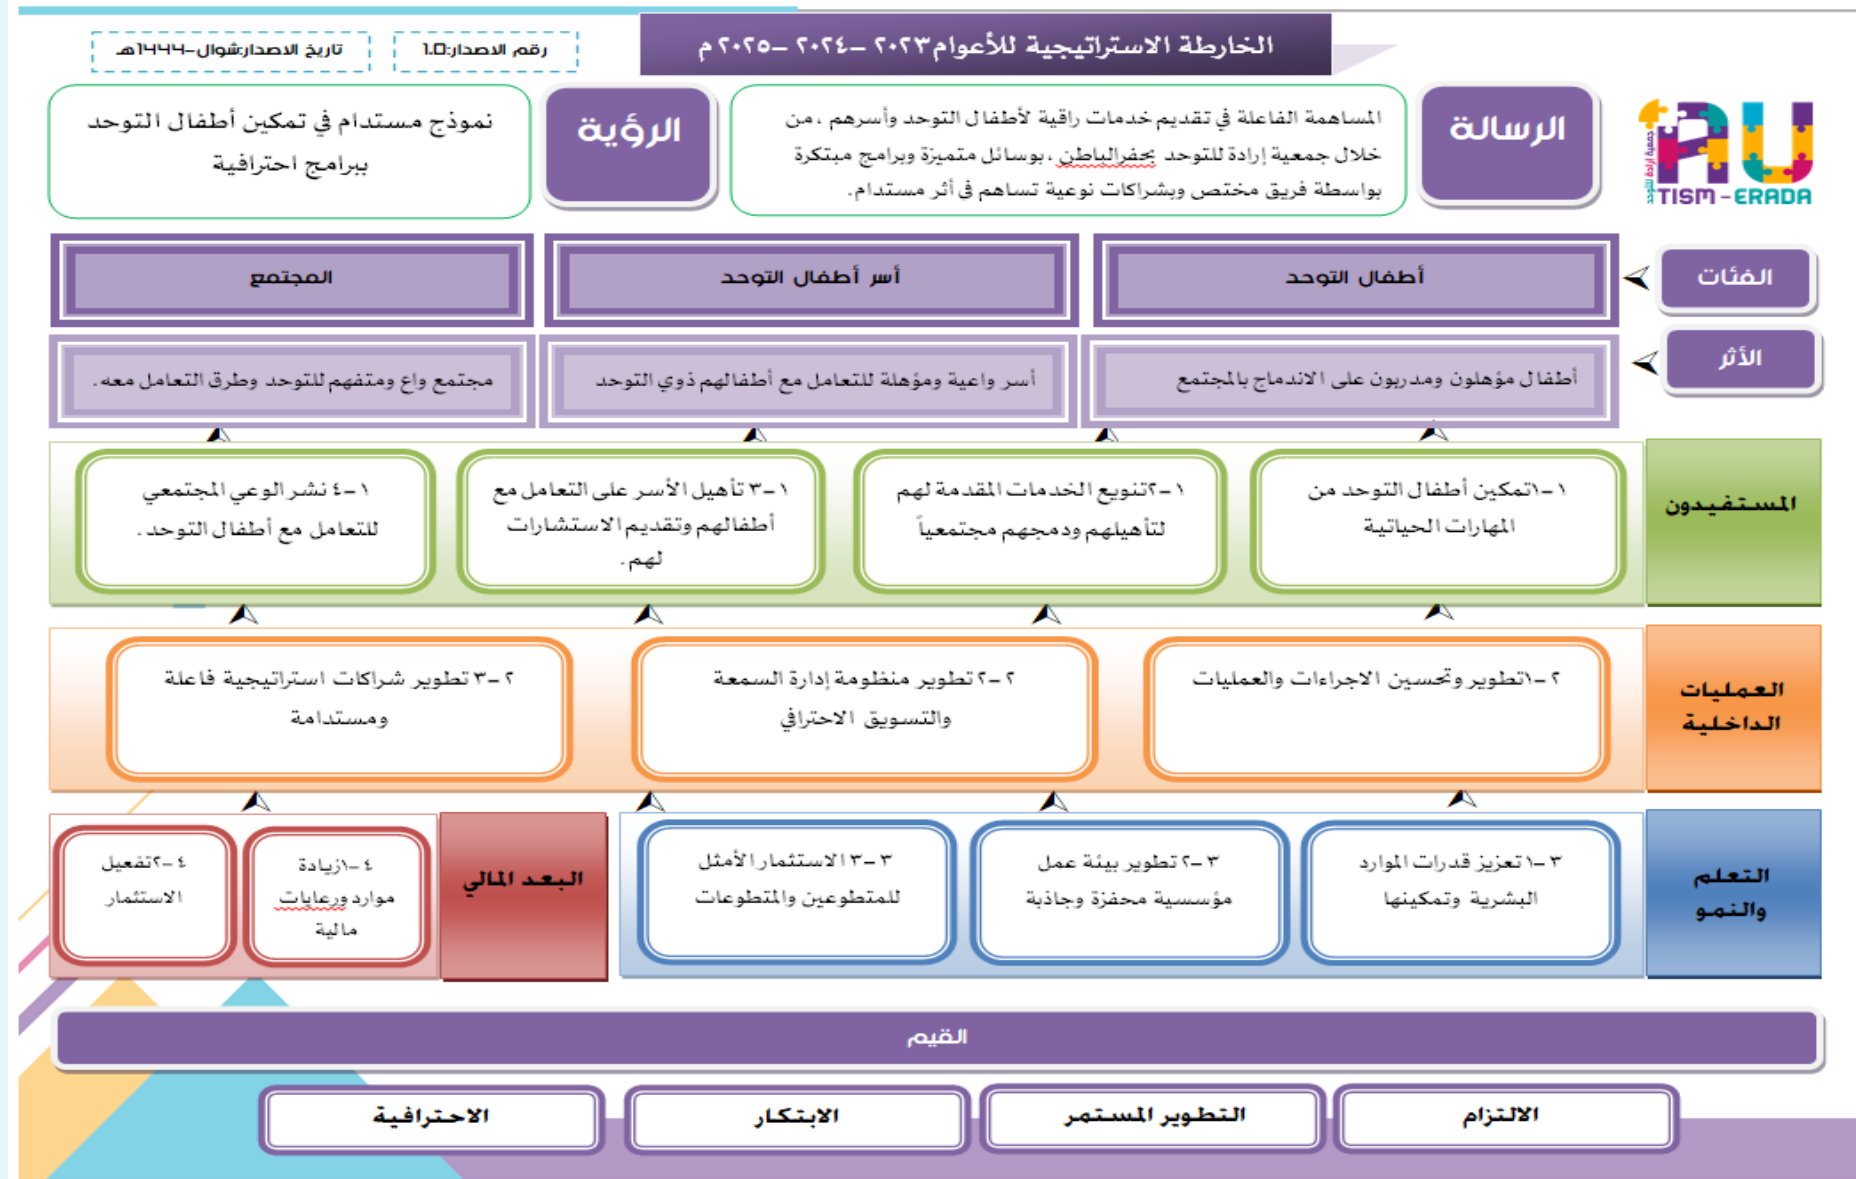 الخارطة الاستراتيجية للأعوام ٢٠٢٣ – ٢٠٢٤ – ٢٠٢٥ م
رقم الاصدار:1.0
تاريخ الاصدار:شوال-1444هـ
جمعية إرادة للتوحد
AU
TISM - ERADA
الرسالة
المساهمة الفاعلة في تقديم خدمات راقية لأطفال التوحد وأسرهم ، من
خلال جمعية إرادة للتوحد بحفرالباطن ، بوسائل متميزة وبرامج مبتكرة
بواسطة فريق مختص وبشراكات نوعية تساهم في أثر مستدام.
الرؤية
نموذج مستدام في تمكين أطفال التوحد
ببرامج احترافية
الفئات
أطفال التوحد
أسر أطفال التوحد
المجتمع
الأثر
أطفال مؤهلون ومدربون على الاندماج بالمجتمع
أسر واعية ومؤهلة للتعامل مع أطفالهم ذوي التوحد
مجتمع واع ومتفهم للتوحد وطرق التعامل معه.
المستفيدون
١-١تمكين أطفال التوحد من
المهارات الحياتية
١-٢تنويع الخدمات المقدمة لهم
لتأهيلهم ودمجهم مجتمعياً
١-٣ تأهيل الأسر على التعامل مع
أطفالهم وتقديم الاستشارات
لهم.
١-٤ نشر الوعي المجتمعي
للتعامل مع أطفال التوحد .
العمليات
الداخلية
٢-١تطوير وتحسين الاجراءات والعمليات
٢-٢ تطوير منظومة إدارة السمعة
والتسويق الاحترافي
٢-٣ تطوير شراكات استراتيجية فاعلة
ومستدامة
التعلم
والنمو
٣-١ تعزيز قدرات الموارد
البشرية وتمكينها
٣-٢ تطوير بيئة عمل
مؤسسية محفزة وجاذبة
٣-٣ الاستثمار الأمثل
للمتطوعين والمتطوعات
البعد المالي
٤-١زيادة
موارد ورعايات
مالية
٤-٢تفعيل
الاستثمار
القيم
الالتزام
التطوير المستمر
الابتكار
الاحترافية